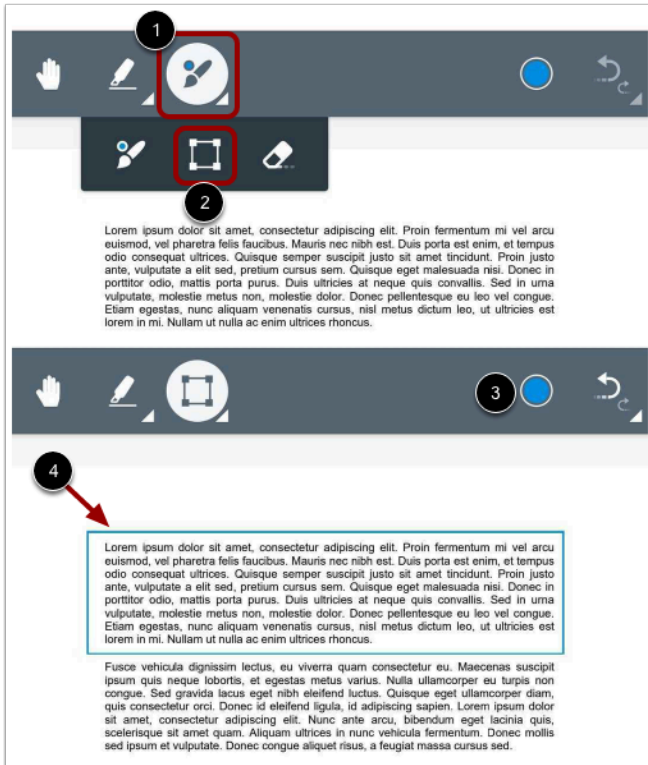 1
2
Lorem ipsum dolor sit amet, consectetur adipiscing elit. Proin fermentum mi vel arcu
euismod, vel pharetra felis faucibus. Mauris nec nibh est. Duis porta est enim, et tempus
odio consequat ultrices. Quisque semper suscipit justo sit amet tincidunt. Proin justo
ante, vulputate a elit sed, pretium cursus sem. Quisque eget malesuada nisi. Donec in
porttitor odio, mattis porta purus. Duis ultricies at neque quis convallis. Sed in urna
vulputate, molestie metus non, molestie dolor. Donec pellentesque eu leo vel congue.
Etiam egestas, nunc aliquam venenatis cursus, nisl metus dictum leo, ut ultricies est
lorem in mi. Nullam ut nulla ac enim ultrices rhoncus.
3
4
Lorem ipsum dolor sit amet, consectetur adipiscing elit. Proin fermentum mi vel arcu
euismod, vel pharetra felis faucibus. Mauris nec nibh est. Duis porta est enim, et tempus
odio consequat ultrices. Quisque semper suscipit justo sit amet tincidunt. Proin justo
ante, vulputate a elit sed, pretium cursus sem. Quisque eget malesuada nisi. Donec in
porttitor odio, mattis porta purus. Duis ultricies at neque quis convallis. Sed in urna
vulputate, molestie metus non, molestie dolor. Donec pellentesque eu leo vel congue.
Etiam egestas, nunc aliquam venenatis cursus, nisl metus dictum leo, ut ultricies est
lorem in mi. Nullam ut nulla ac enim ultrices rhoncus.
Fusce vehicula dignissim lectus, eu viverra quam consectetur eu. Maecenas suscipit
ipsum quis neque lobortis, et egestas metus varius. Nulla ullamcorper eu turpis non
congue. Sed gravida lacus eget nibh eleifend luctus. Quisque eget ullamcorper diam,
quis consectetur orci. Donec id eleifend ligula, id adipiscing sapien. Lorem ipsum dolor
sit amet, consectetur adipiscing elit. Nunc ante arcu, bibendum eget lacinia quis,
scelerisque sit amet quam. Aliquam ultrices in nunc vehicula fermentum. Donec mollis
sed ipsum et vulputate. Donec congue aliquet risus, a feugiat massa cursus sed.